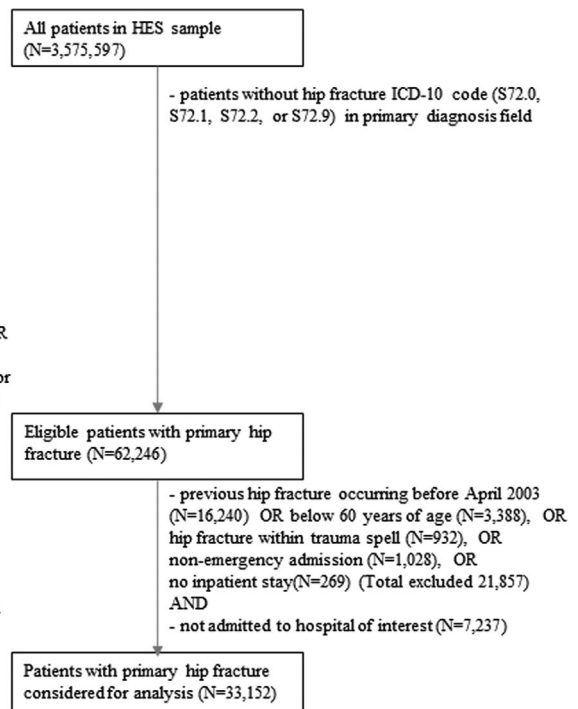 All patients in HES sample
(N=3,575,597)
- patients without hip fracture ICD-10 code (S72.0,
S72.1, S72.2, or S72.9) in primary diagnosis field
R
or
Eligible patients with primary hip
fracture (N=62,246)
- previous hip fracture occurring before April 2003
(N=16,240) OR below 60 years of age (N=3,388), OR
hip fracture within trauma spell (N=932), OR
non-emergency admission (N=1,028), OR
no inpatient stay(N=269) (Total excluded 21,857)
AND
- not admitted to hospital of interest (N=7,237)
Patients with primary hip fracture
considered for analysis (N=33,152)